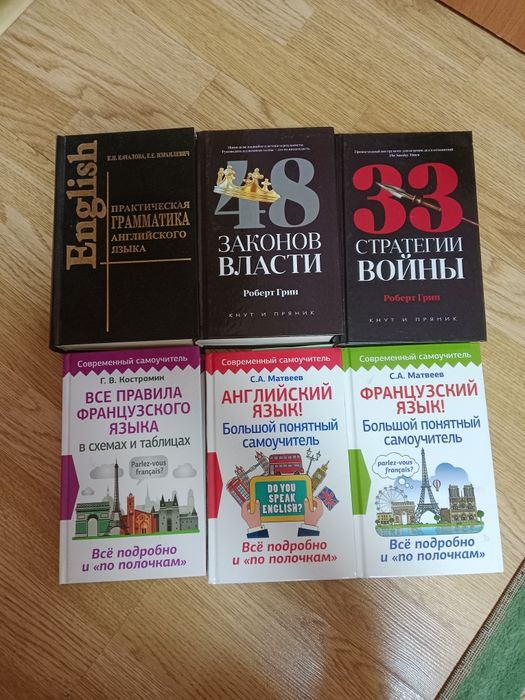 English
К.Н. КАЧАЛОВА, Е.Е. ИЗРАИЛЕВИЧ
ПРАКТИЧЕСКАЯ
ГРАММАТИКА
АНГЛИЙСКОГО
ЯЗЫКА
48
ЗАКОНОВ
ВЛАСТИ
Роберт Грин
КНУТ И ПРЯНИК
The Sunday Times
33
СТРАТЕГИИ
ВОЙНЫ
Роберт Грин
КНУТ И ПРЯНИК
Современный самоучитель
Г. В. Костромин
ВСЕ ПРАВИЛА
ФРАНЦУЗСКОГО
ЯЗЫКА
в схемах и таблицах
Parlez-vous
français?
Всё подробно
и «по полочкам»
Современный самоучитель
С.А. Матвеев
АНГЛИЙСКИЙ
ЯЗЫК!
Большой понятный
самоучитель
DO YOU
SPEAK
ENGLISH?
Всё подробно
и «по полочкам»
Современный самоучитель
С.А. Матвеев
ФРАНЦУЗСКИЙ
ЯЗЫК!
Большой понятный
самоучитель
parlez-vous
français?
Всё подробно
и «по полочкам»